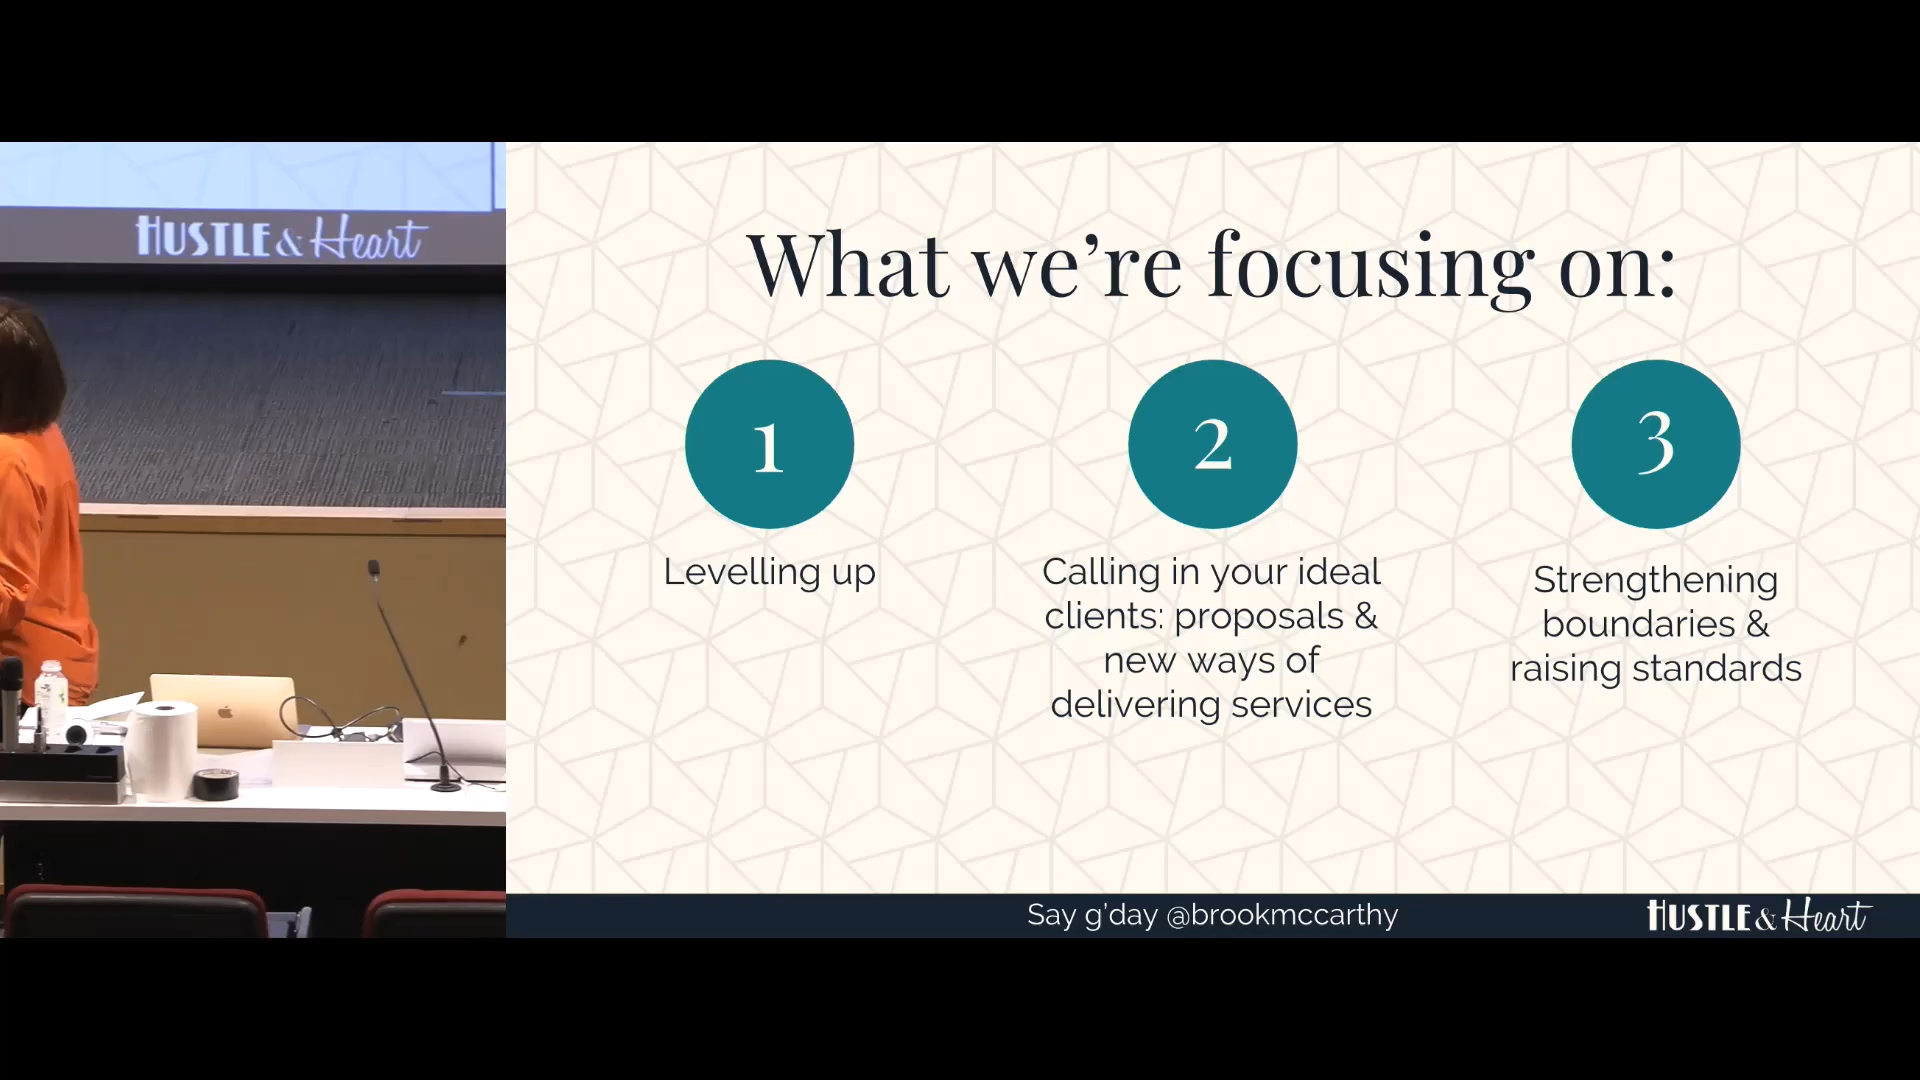 HUSTLE & Heart
What we're focusing on:
1
Levelling up
2
Calling in your ideal
clients: proposals &
new ways of
delivering services
3
Strengthening
boundaries &
raising standards
Say g'day @brookmccarthy
HUSTLE & Heart